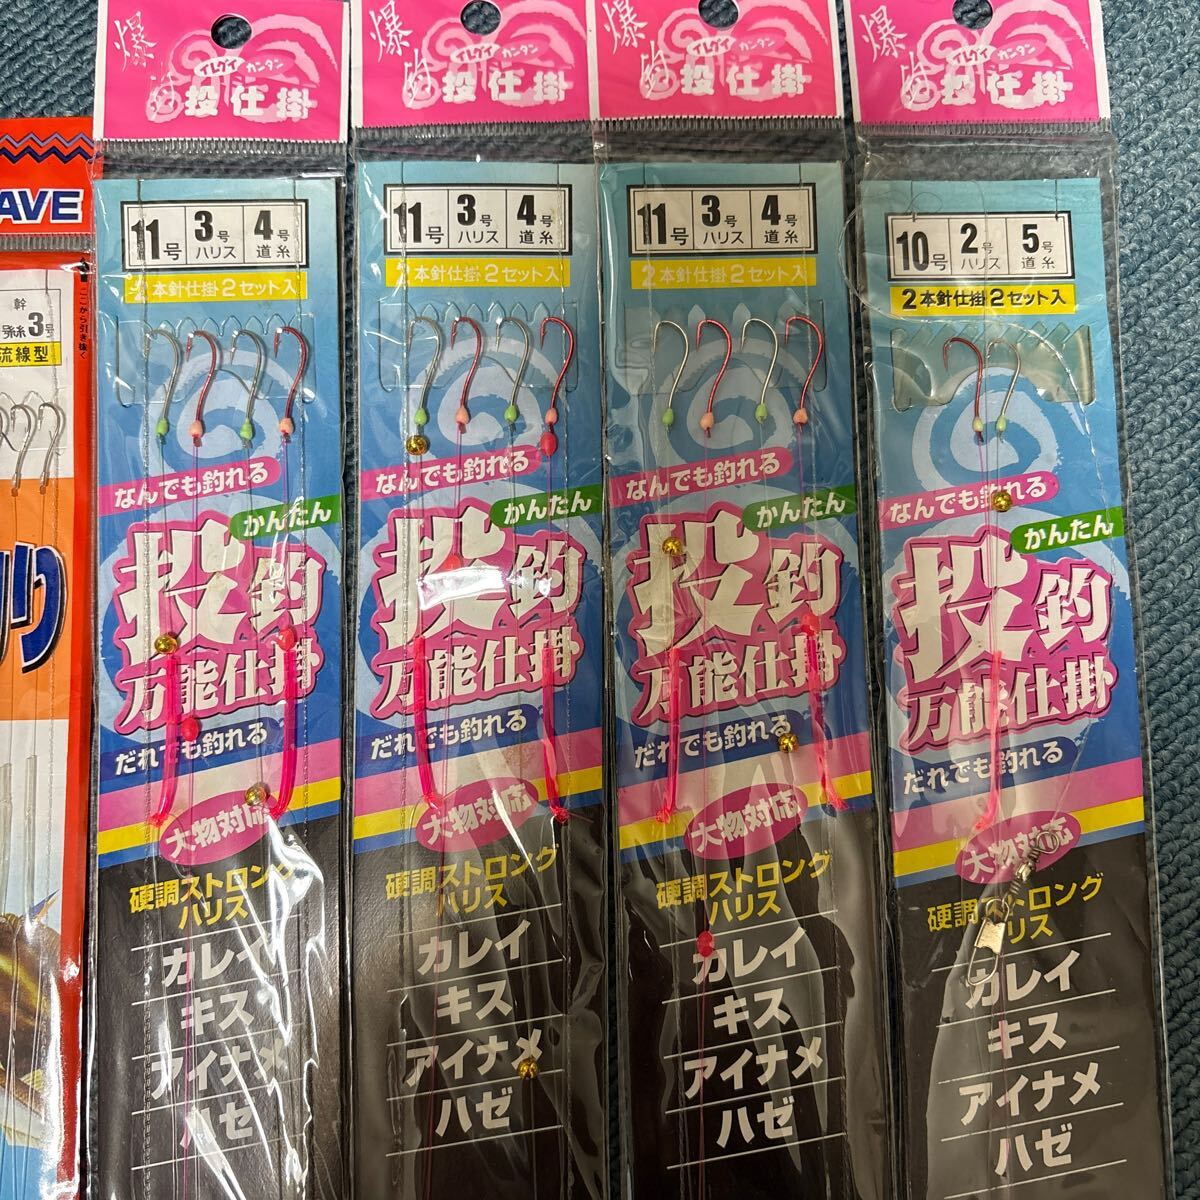 AVE
幹
3号
流線型
ここから引き抜く
爆
イレグイ カンタン
投仕掛
11号 3号 ハリス 4号 道糸
2本針仕掛2セット入
なんでも釣れる
かんたん
投釣
万能仕掛
だれでも釣れる
大物対応
硬調ストロング
ハリス
カレイ
キス
アイナメ
ハゼ
爆
イレグイ カンタン
投仕掛
11号 3号 ハリス 4号 道糸
2本針仕掛2セット入
なんでも釣れる
かんたん
投釣
万能仕掛
だれでも釣れる
大物対応
硬調ストロング
ハリス
カレイ
キス
アイナメ
ハゼ
爆
イレグイ カンタン
投仕掛
11号 3号 ハリス 4号 道糸
2本針仕掛2セット入
なんでも釣れる
かんたん
投釣
万能仕掛
だれでも釣れる
大物対応
硬調ストロング
ハリス
カレイ
キス
アイナメ
ハゼ
爆
イレグイ カンタン
投仕掛
10号 2号 ハリス 5号 道糸
2本針仕掛2セット入
なんでも釣れる
かんたん
投釣
万能仕掛
だれでも釣れる
大物対応
硬調ストロング
ハリス
カレイ
キス
アイナメ
ハゼ